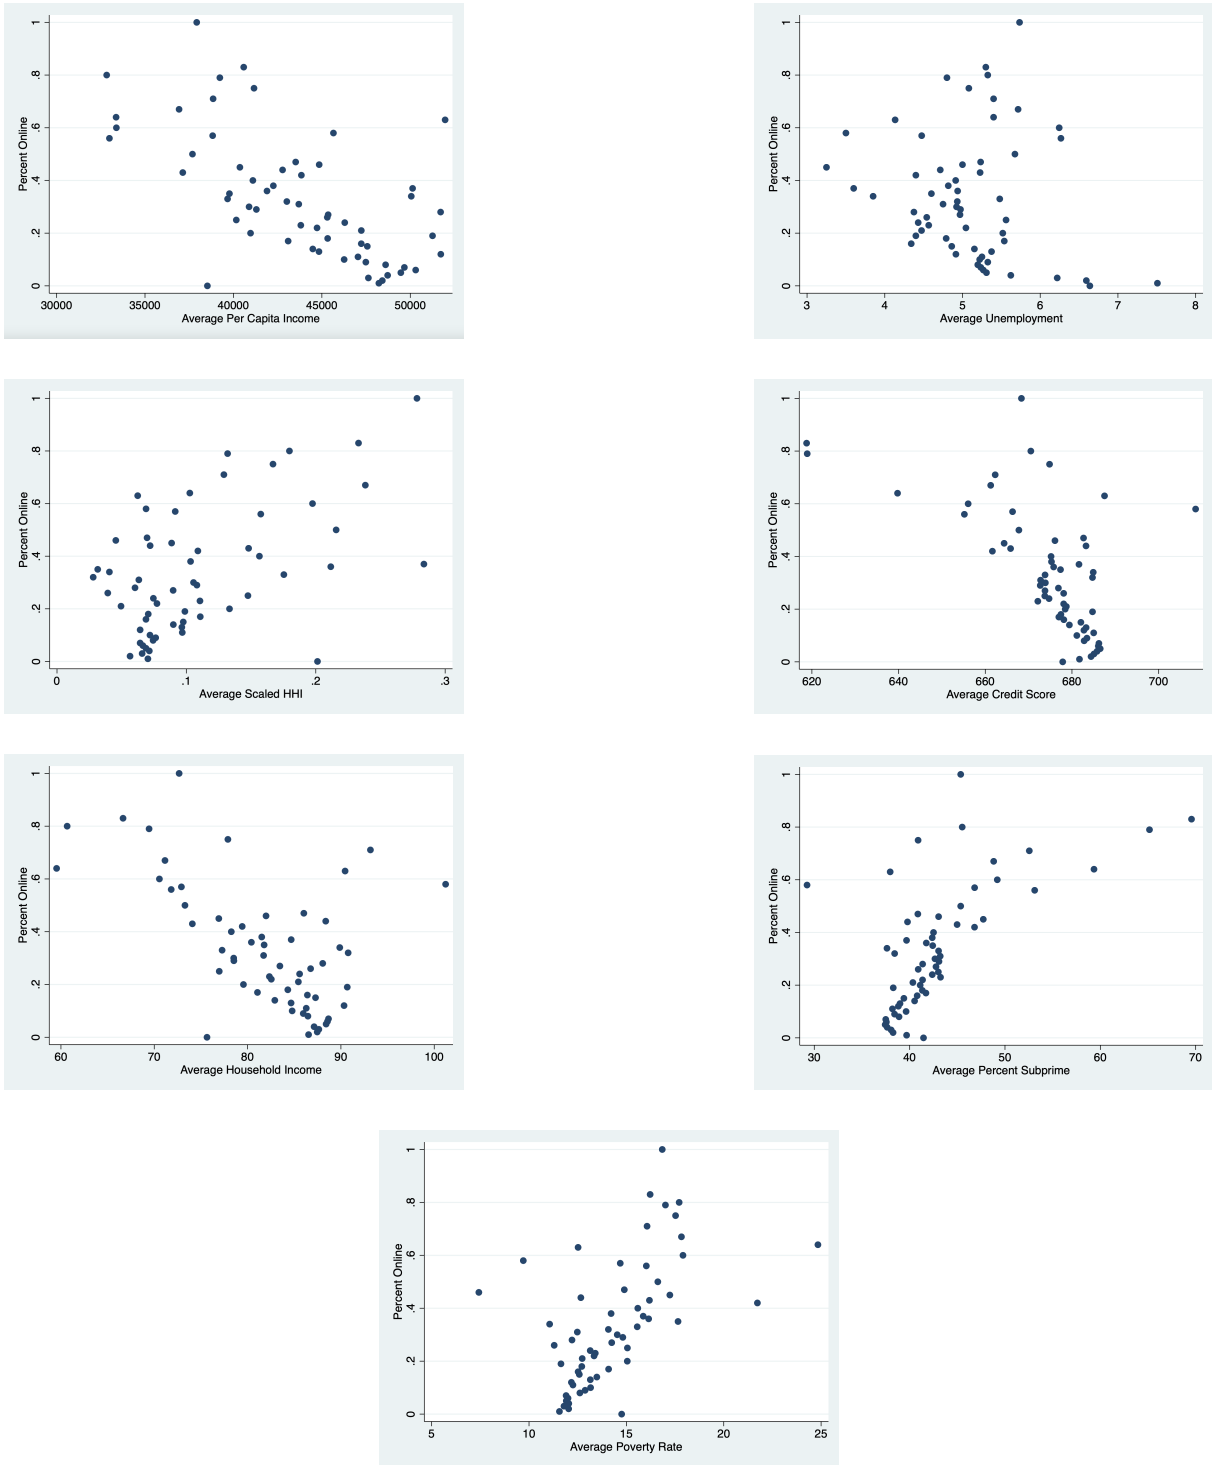 Percent Online
1
.8
.6
.4
.2
0
30000 35000 40000 45000 50000
Average Per Capita Income
Percent Online
1
.8
.6
.4
.2
0
3 4 5 6 7 8
Average Unemployment
Percent Online
1
.8
.6
.4
.2
0
0 .1 .2 .3
Average Scaled HHI
Percent Online
1
.8
.6
.4
.2
0
620 640 660 680 700
Average Credit Score
Percent Online
1
.8
.6
.4
.2
0
60 70 80 90 100
Average Household Income
Percent Online
1
.8
.6
.4
.2
0
30 40 50 60 70
Average Percent Subprime
Percent Online
1
.8
.6
.4
.2
0
5 10 15 20 25
Average Poverty Rate